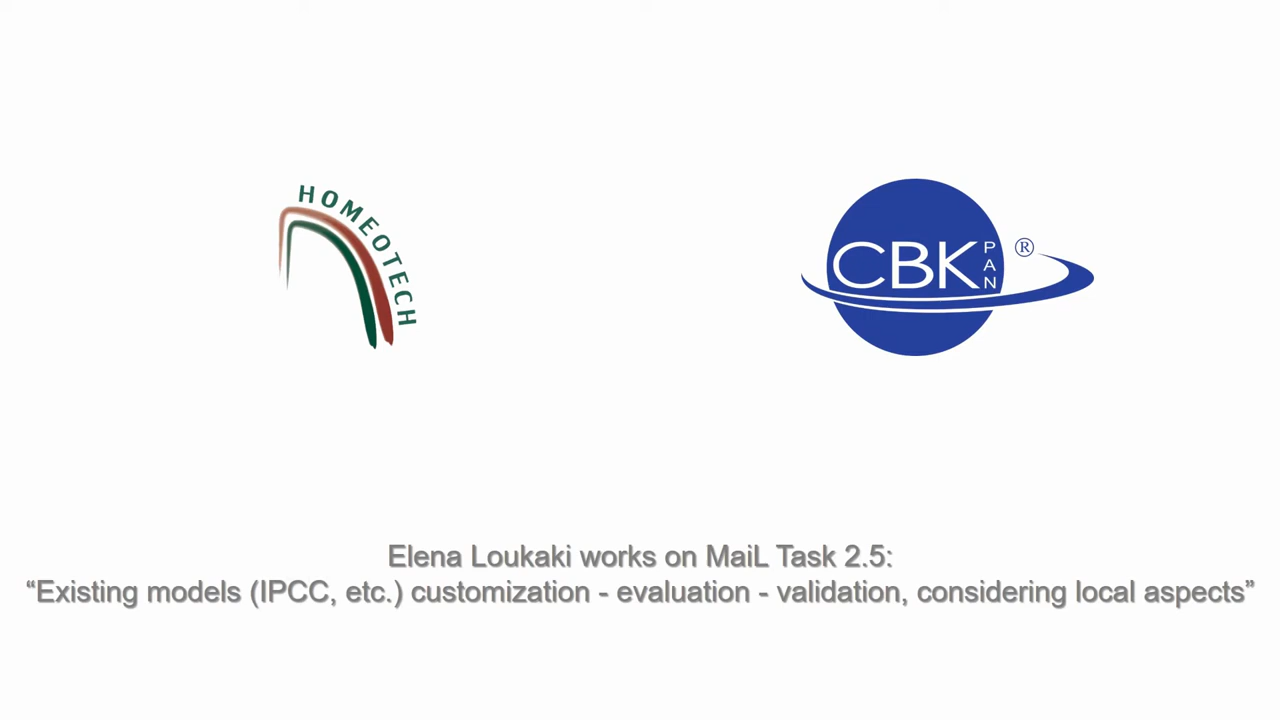 HOMEOTECH
CBK PAN ®
Elena Loukaki works on MaiL Task 2.5:
“Existing models (IPCC, etc.) customization - evaluation - validation, considering local aspects”